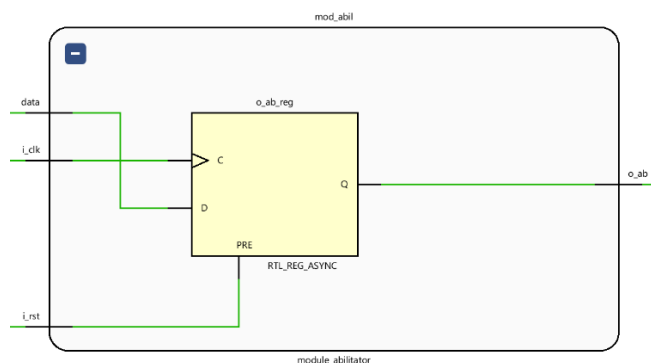 mod_abil
data
o_ab_reg
i_clk
C
Q
o_ab
D
PRE
RTL_REG_ASYNC
i_rst
module_abilitator